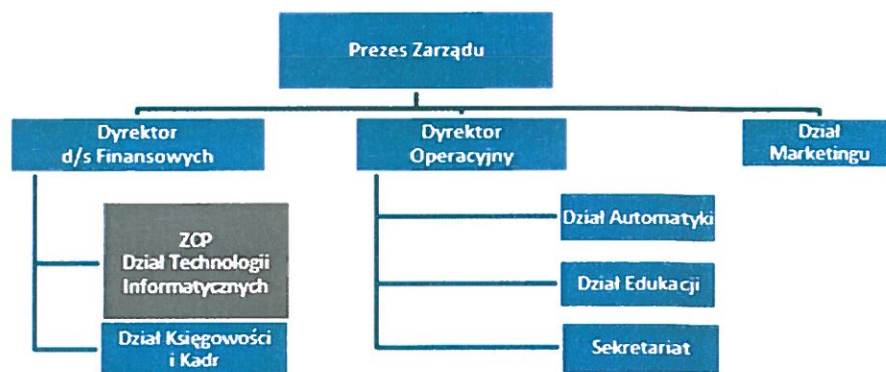 Prezes Zarządu
Dyrektor
d/s Finansowych
Dyrektor
Operacyjny
Dział
Marketingu
ZCP
Dział Technologii
Informatycznych
Dział Księgowości
i Kadr
Dział Automatyki
Dział Edukacji
Sekretariat